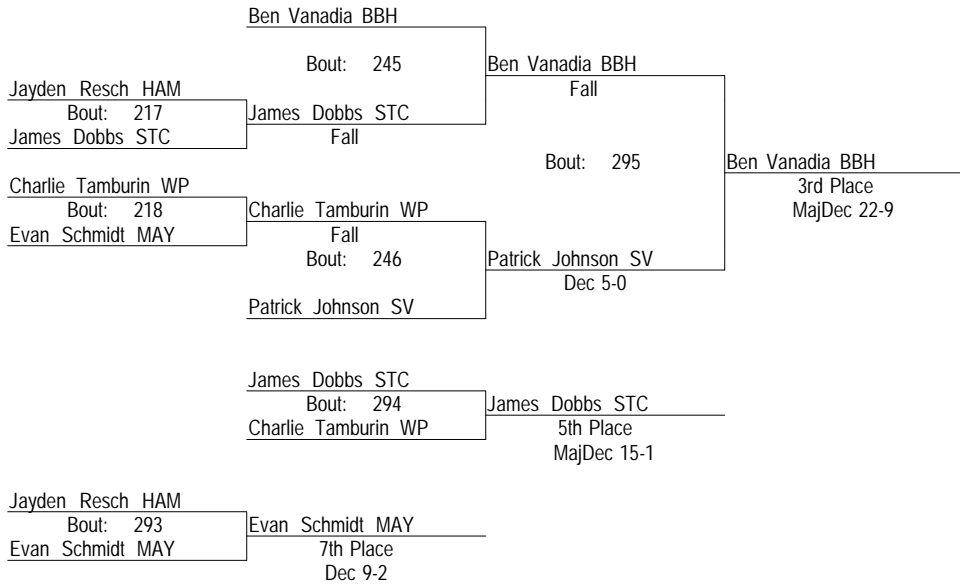 Ben Vanadia BBH
Bout: 245
Ben Vanadia BBH
Fall
Jayden Resch HAM
Bout: 217
James Dobbs STC
James Dobbs STC
Fall
Bout: 295
Ben Vanadia BBH
3rd Place
MajDec 22-9
Charlie Tamburin WP
Bout: 218
Evan Schmidt MAY
Charlie Tamburin WP
Fall
Bout: 246
Patrick Johnson SV
Dec 5-0
Patrick Johnson SV
James Dobbs STC
Bout: 294
Charlie Tamburin WP
James Dobbs STC
5th Place
MajDec 15-1
Jayden Resch HAM
Bout: 293
Evan Schmidt MAY
Evan Schmidt MAY
7th Place
Dec 9-2